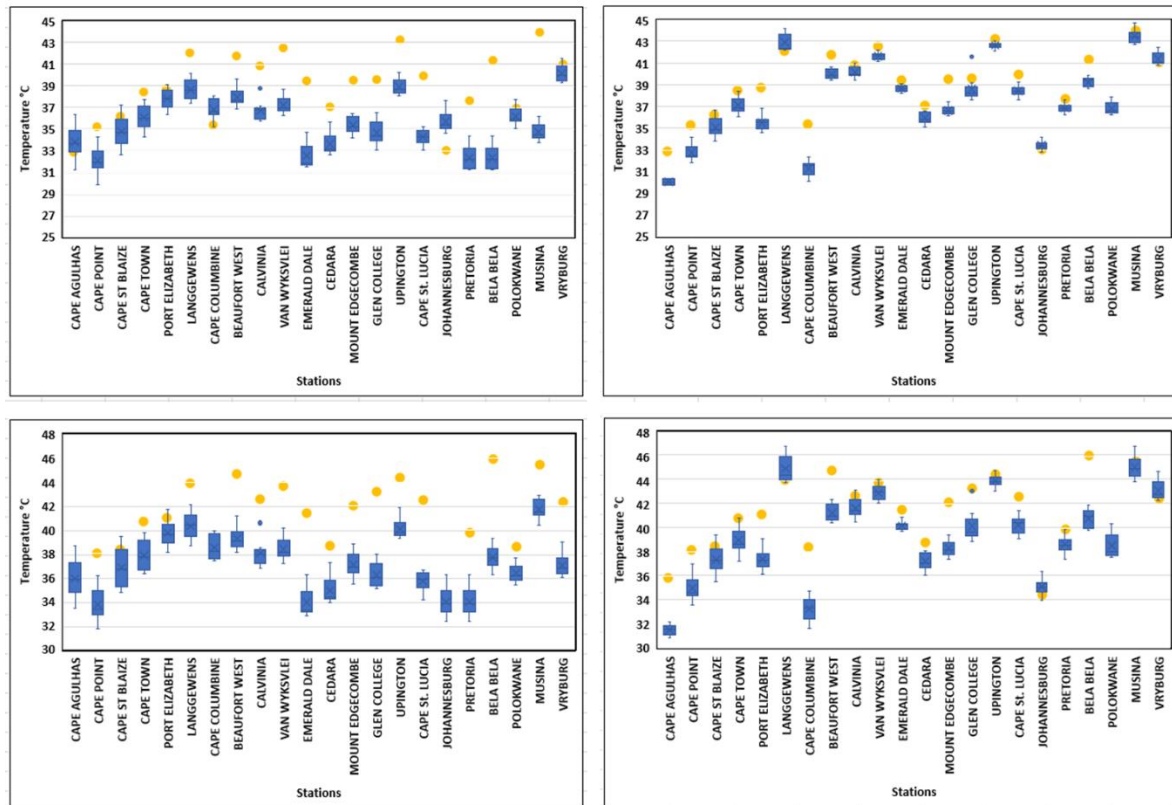 45
43
41
39
37
35
33
31
29
27
25
Temperature °C
CAPE AGULHAS
CAPE POINT
CAPE ST BLAIZE
CAPE TOWN
PORT ELIZABETH
LANGGEWENS
CAPE COLUMBINE
BEAUFORT WEST
CALVINIA
VAN WYKSVLEI
EMERALD DALE
CEDARA
MOUNT EDGECOMBE
GLEN COLLEGE
UPINGTON
CAPE St. LUCIA
JOHANNESBURG
PRETORIA
BELA BELA
POLOKWANE
MUSINA
VRYBURG
Stations
45
43
41
39
37
35
33
31
29
27
25
Temperature °C
CAPE AGULHAS
CAPE POINT
CAPE ST BLAIZE
CAPE TOWN
PORT ELIZABETH
LANGGEWENS
CAPE COLUMBINE
BEAUFORT WEST
CALVINIA
VAN WYKSVLEI
EMERALD DALE
CEDARA
MOUNT EDGECOMBE
GLEN COLLEGE
UPINGTON
CAPE St. LUCIA
JOHANNESBURG
PRETORIA
BELA BELA
POLOKWANE
MUSINA
VRYBURG
Stations
48
46
44
42
40
38
36
34
32
30
Temperature °C
CAPE AGULHAS
CAPE POINT
CAPE ST BLAIZE
CAPE TOWN
PORT ELIZABETH
LANGGEWENS
CAPE COLUMBINE
BEAUFORT WEST
CALVINIA
VAN WYKSVLEI
EMERALD DALE
CEDARA
MOUNT EDGECOMBE
GLEN COLLEGE
UPINGTON
CAPE St. LUCIA
JOHANNESBURG
PRETORIA
BELA BELA
POLOKWANE
MUSINA
VRYBURG
Stations
48
46
44
42
40
38
36
34
32
30
Temperature °C
CAPE AGULHAS
CAPE POINT
CAPE ST BLAIZE
CAPE TOWN
PORT ELIZABETH
LANGGEWENS
CAPE COLUMBINE
BEAUFORT WEST
CALVINIA
VAN WYKSVLEI
EMERALD DALE
CEDARA
MOUNT EDGECOMBE
GLEN COLLEGE
UPINGTON
CAPE ST. LUCIA
JOHANNESBURG
PRETORIA
BELA BELA
POLOKWANE
MUSINA
VRYBURG
Stations